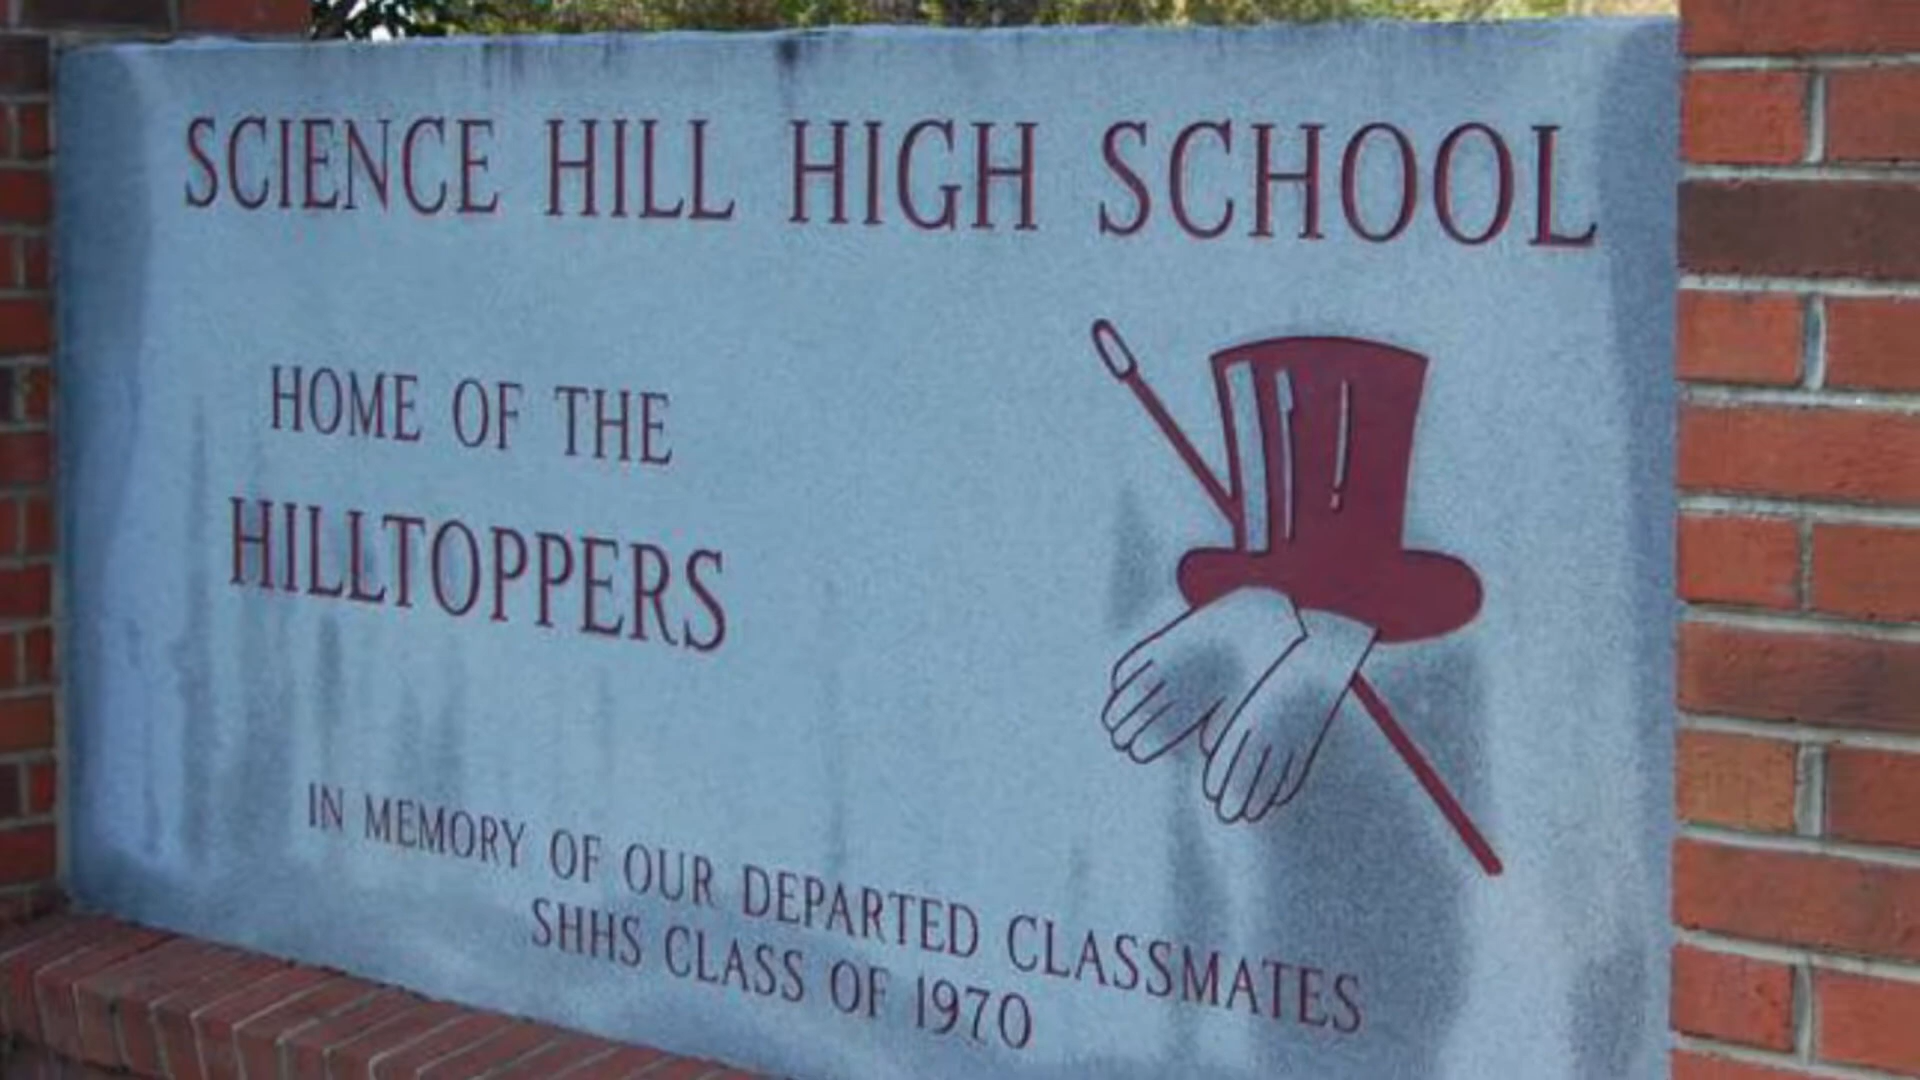 SCIENCE HILL HIGH SCHOOL
HOME OF THE
HILLTOPPERS
IN MEMORY OF OUR DEPARTED CLASSMATES
SHHS CLASS OF 1970